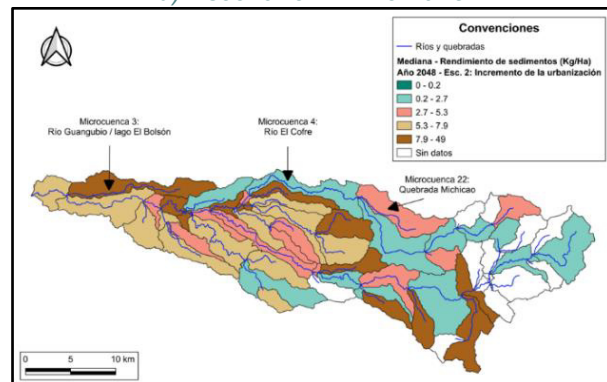 Convenciones
Ríos y quebradas
Mediana - Rendimiento de sedimentos (Kg/Ha)
Año 2048 - Esc. 2: Incremento de la urbanización
0 - 0.2
0.2 - 2.7
2.7 - 5.3
5.3 - 7.9
7.9 - 49
Sin datos
Microcuenca 3:
Río Guangubio / lago El Bolsón
Microcuenca 4:
Río El Cofre
Microcuenca 22:
Quebrada Michicao
0 5 10 km